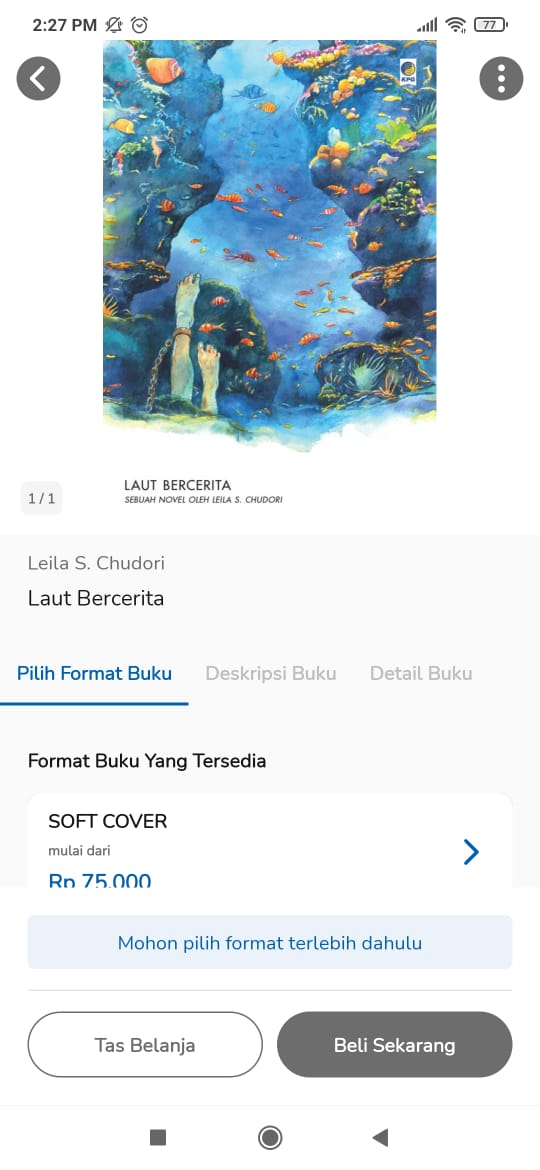 2:27 PM
77
KPG
LAUT BERCERITA
SEBUAH NOVEL OLEH LEILA S. CHUDORI
1 / 1
Leila S. Chudori
Laut Bercerita
Pilih Format Buku
Deskripsi Buku
Detail Buku
Format Buku Yang Tersedia
SOFT COVER
mulai dari
Rp 75.000
Mohon pilih format terlebih dahulu
Tas Belanja
Beli Sekarang